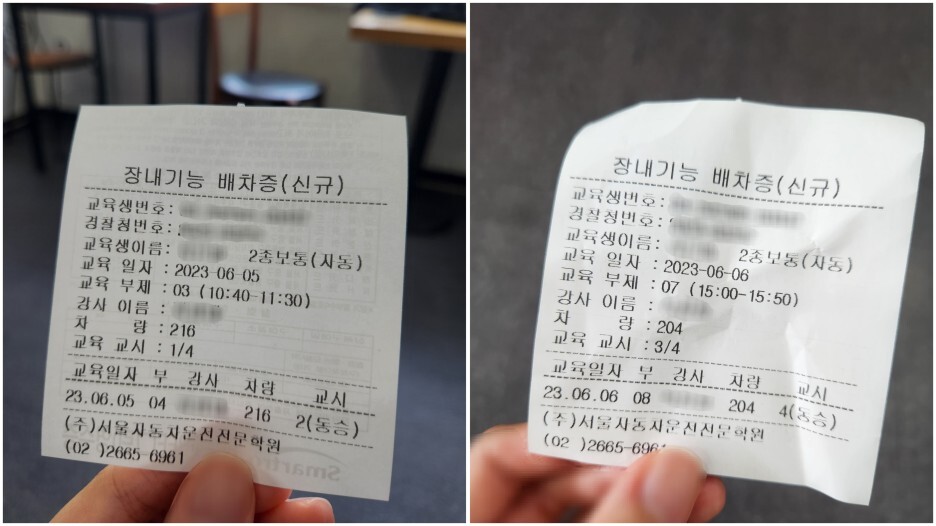 장내기능 배차증(신규)
교육생번호:
경찰청번호:
교육생이름: 2종보통(자동)
교육 일자 : 2023-06-05
교육 부제 : 03 (10:40-11:30)
강사 이름 :
차 량 : 216
교육 교시 : 1/4
교육일자 부 강사 차량 교시
23.06.05 04 216 2(동승)
(주)서울자동차운전전문학원
(02 )2665-6961
장내기능 배차증(신규)
교육생번호:
경찰청번호:
교육생이름: 2종보통(자동)
교육 일자 : 2023-06-06
교육 부제 : 07 (15:00-15:50)
강사 이름 :
차 량 : 204
교육 교시 : 3/4
교육일자 부 강사 차량 교시
23.06.06 08 204 4(동승)
(주)서울자동차운전전문학원
(02 )2665-6961